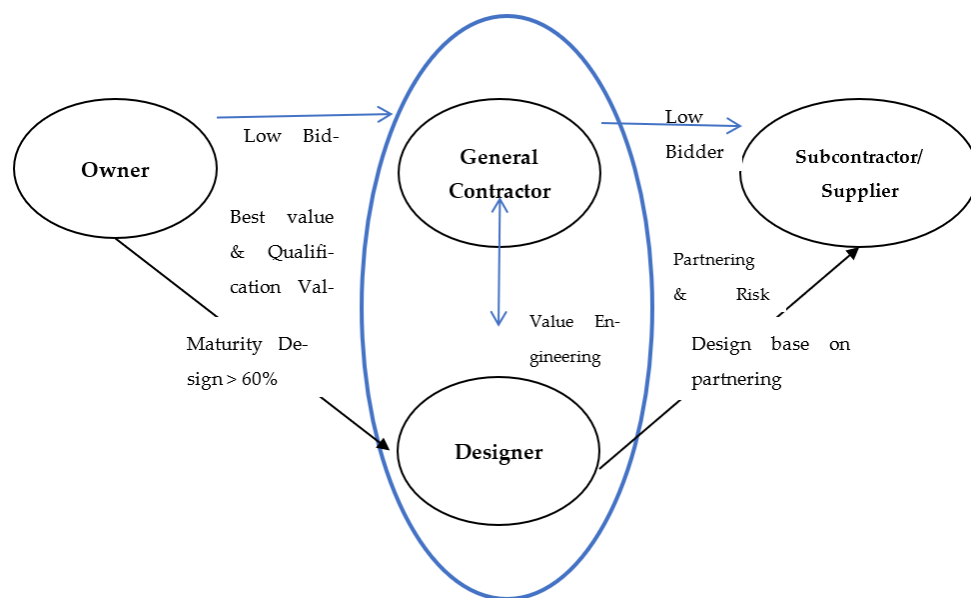 Owner
Low Bid-
General
Contractor
Low
Bidder
Subcontractor/
Supplier
Best value
& Qualifi-
cation Val-
Maturity De-
sign > 60%
Value En-
gineering
Partnering
& Risk
Design base on
partnering
Designer